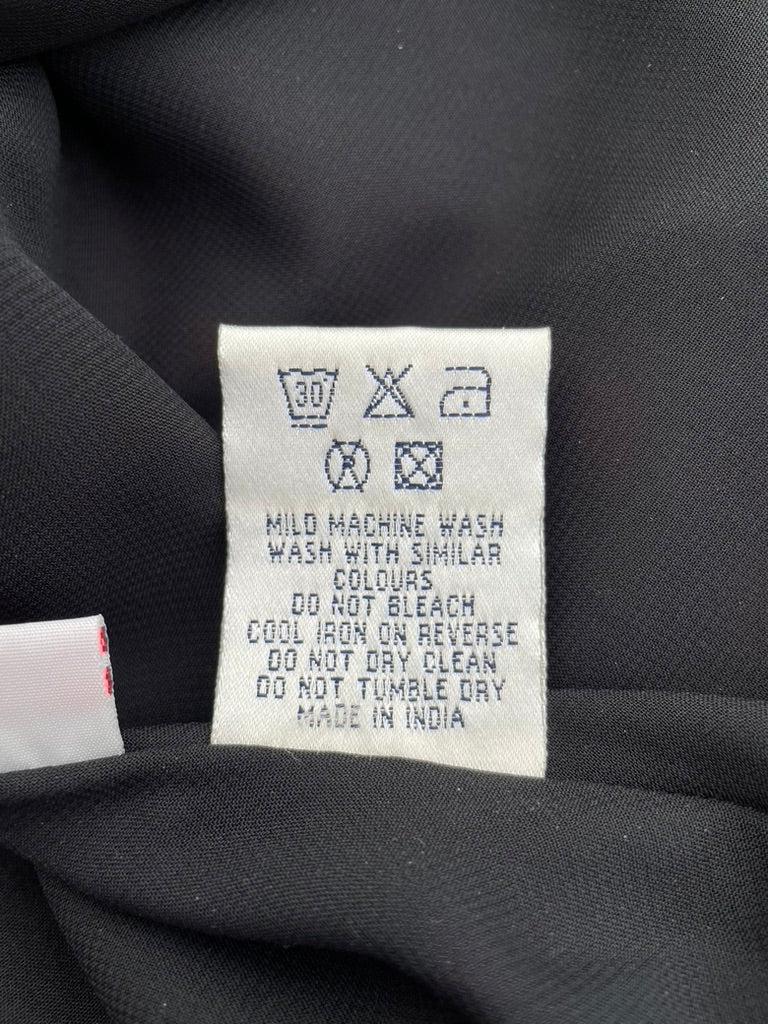 30
R
MILD MACHINE WASH
WASH WITH SIMILAR
COLOURS
DO NOT BLEACH
COOL IRON ON REVERSE
DO NOT DRY CLEAN
DO NOT TUMBLE DRY
MADE IN INDIA